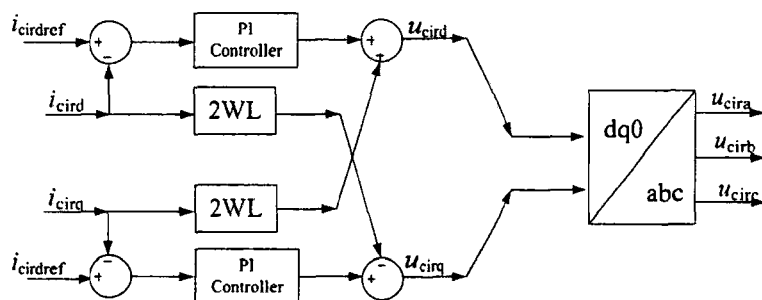 i_cirdref
+
−
PI
Controller
+
+
u_cird
i_cird
2WL
dq0
abc
u_cira
u_cirb
u_circ
i_cirq
2WL
i_cirdref
−
+
PI
Controller
+
−
u_cirq